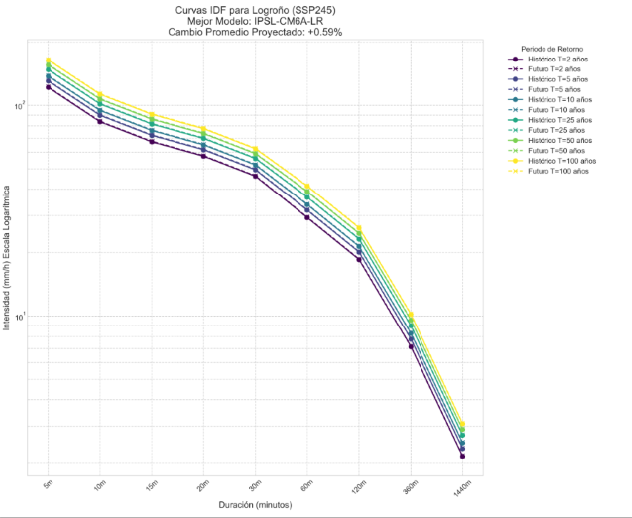 Curvas IDF para Logroño (SSP245)
Mejor Modelo: IPSL-CM6A-LR
Cambio Promedio Proyectado: +0.59%
Periodo de Retorno
Histórico T=2 años
Futuro T=2 años
Histórico T=5 años
Futuro T=5 años
Histórico T=10 años
Futuro T=10 años
Histórico T=25 años
Futuro T=25 años
Histórico T=50 años
Futuro T=50 años
Histórico T=100 años
Futuro T=100 años
Intensidad (mm/h) Escala Logarítmica
10²
10¹
5m 10m 15m 20m 30m 60m 120m 360m 1440m
Duración (minutos)